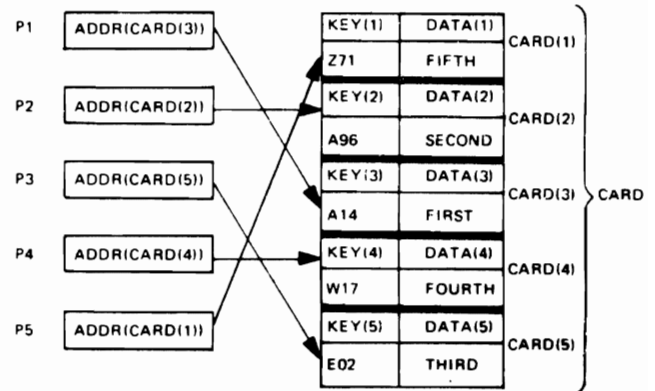 P1 ADDR(CARD(3)) KEY(1) DATA(1) CARD(1)
Z71 FIFTH
P2 ADDR(CARD(2)) KEY(2) DATA(2) CARD(2)
A96 SECOND
P3 ADDR(CARD(5)) KEY(3) DATA(3) CARD(3) CARD
A14 FIRST
P4 ADDR(CARD(4)) KEY(4) DATA(4) CARD(4)
W17 FOURTH
P5 ADDR(CARD(1)) KEY(5) DATA(5) CARD(5)
E02 THIRD